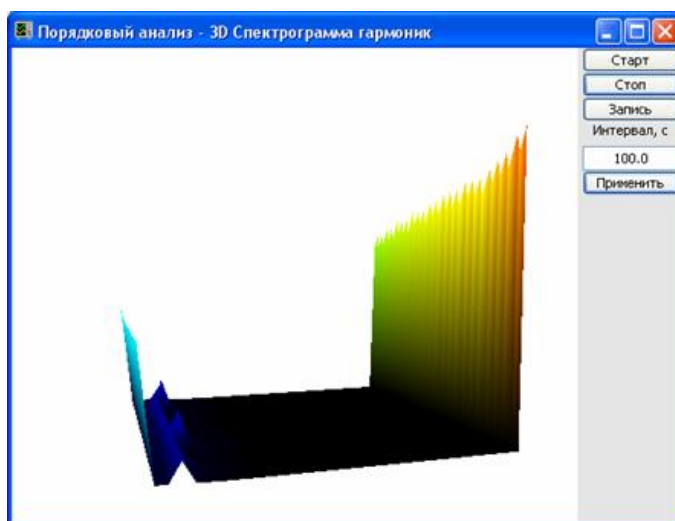 Порядковый анализ - 3D Спектрограмма гармоник
Старт
Стоп
Запись
Интервал, с
100.0
Применить